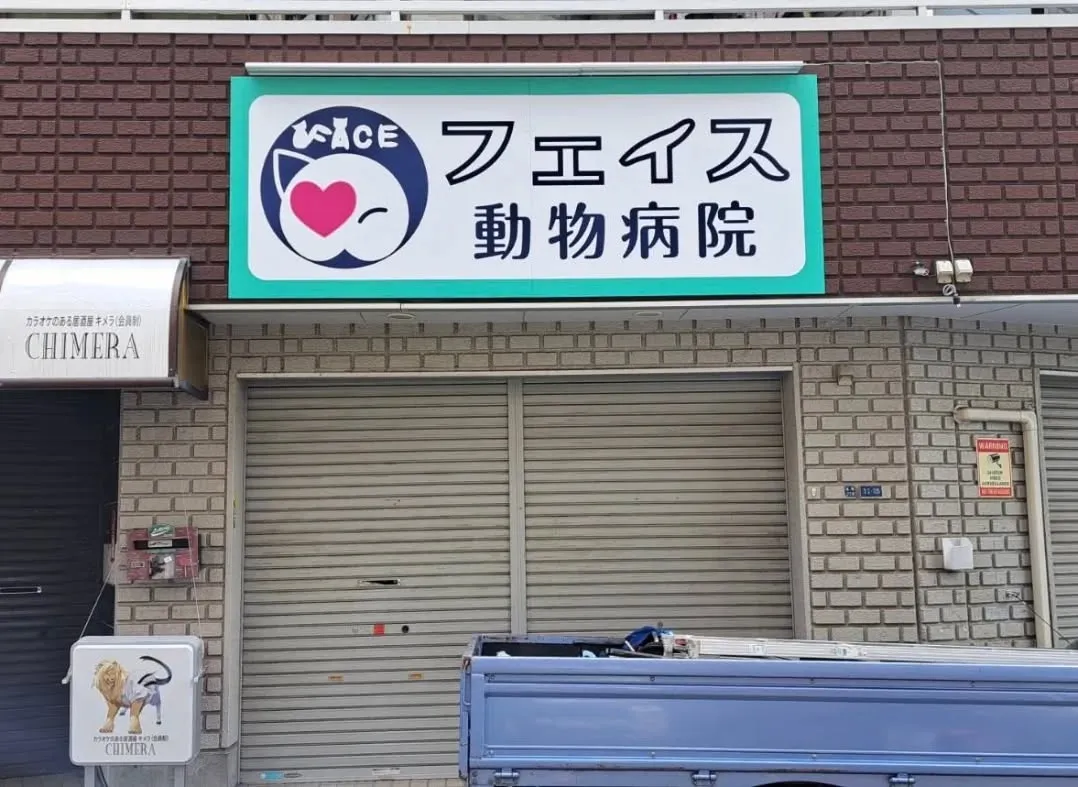 FACE
フェイス
動物病院
カラオケのある居酒屋 キメラ(会員制)
CHIMERA
WARNING
カラオケのある居酒屋 キメラ(会員制)
CHIMERA